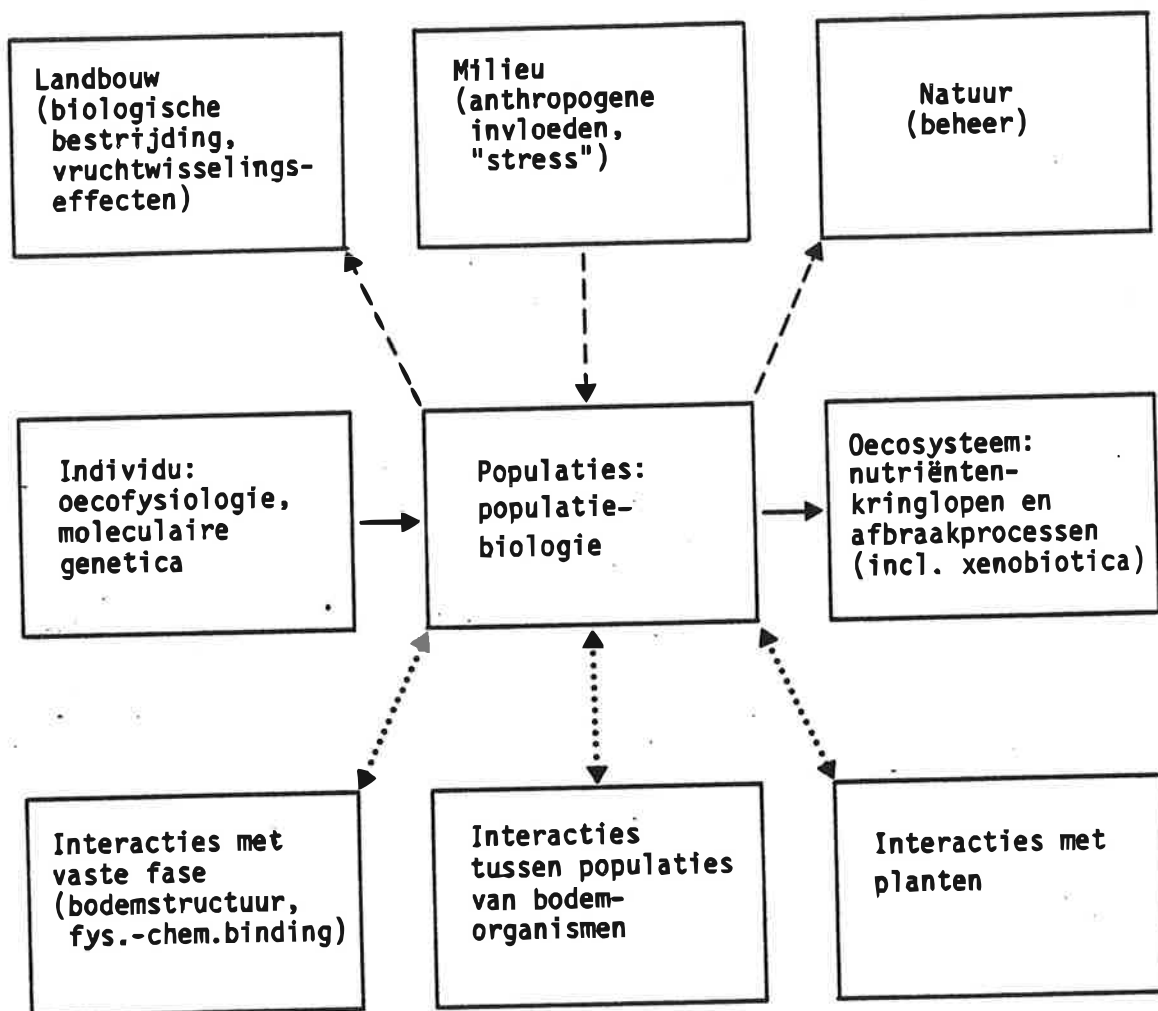 Landbouw
(biologische
bestrijding,
vruchtwisselings-
effecten)
Milieu
(anthropogene
invloeden,
"stress")
Natuur
(beheer)
Individu:
oecofysiologie,
moleculaire
genetica
Populaties:
populatie-
biologie
Oecosysteem:
nutriënten-
kringlopen en
afbraakprocessen
(incl. xenobiotica)
Interacties met
vaste fase
(bodemstructuur,
fys.-chem.binding)
Interacties
tussen populaties
van bodem-
organismen
Interacties met
planten